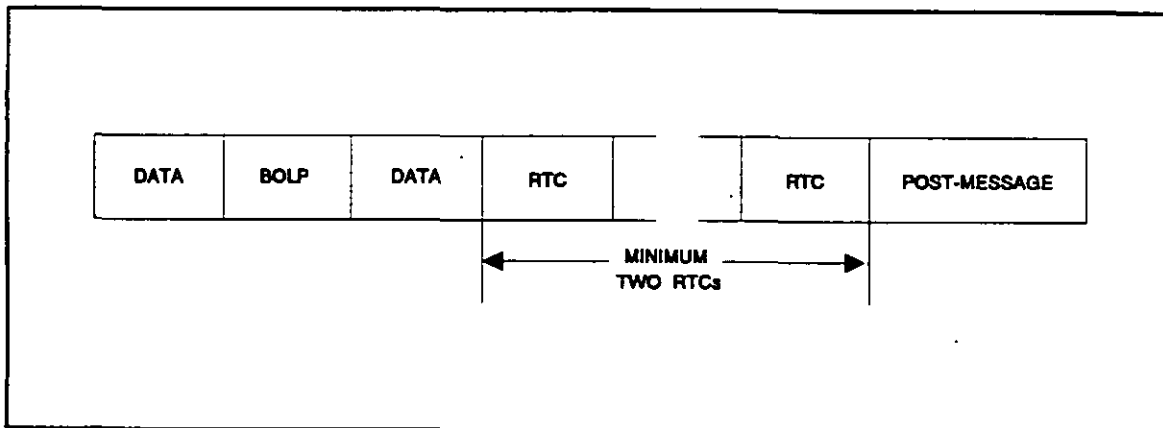 DATA BOLP DATA RTC RTC POST-MESSAGE
MINIMUM
TWO RTCs